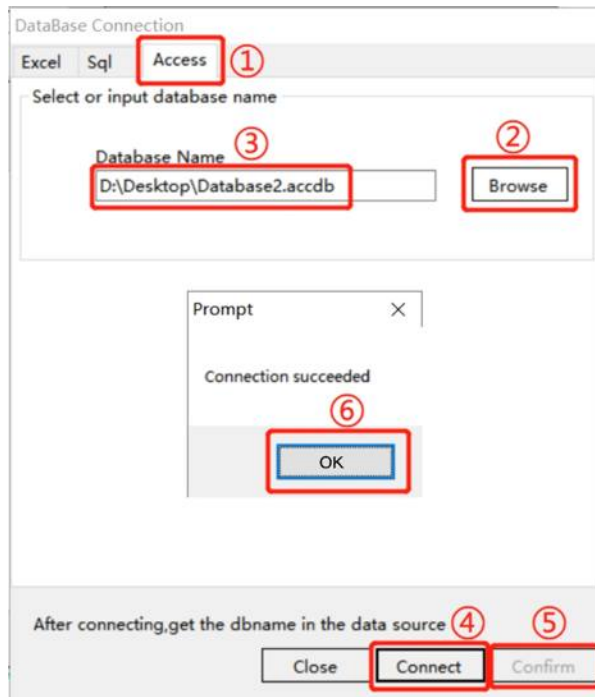 DataBase Connection
Excel Sql Access ①
Select or input database name
③ ②
Database Name
D:\Desktop\Database2.accdb Browse
Prompt
Connection succeeded
⑥
OK
After connecting,get the dbname in the data source ④ ⑤
Close Connect Confirm